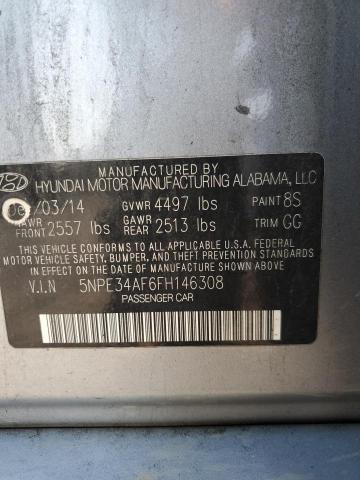 MANUFACTURED BY
HYUNDAI MOTOR MANUFACTURING ALABAMA, LLC
/03/14 GVWR 4497 lbs PAINT 8S
GAWR FRONT 2557 lbs GAWR REAR 2513 lbs TRIM GG
THIS VEHICLE CONFORMS TO ALL APPLICABLE U.S.A. FEDERAL
MOTOR VEHICLE SAFETY, BUMPER, AND THEFT PREVENTION
STANDARDS IN EFFECT ON THE DATE OF MANUFACTURE SHOWN ABOVE.
V.I.N 5NPE34AF6FH146308
PASSENGER CAR